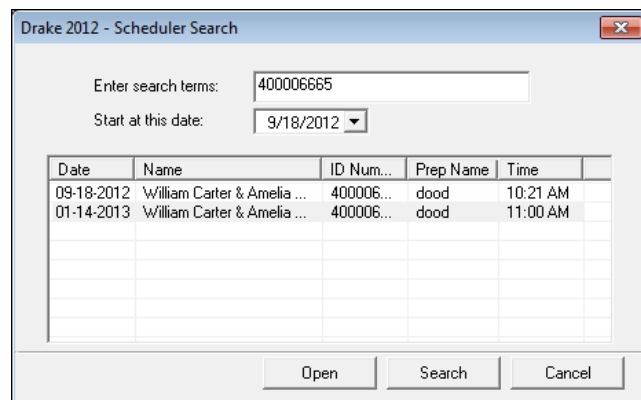 Drake 2012 - Scheduler Search
Enter search terms: 400006665
Start at this date: 9/18/2012
Date Name ID Num... Prep Name Time
09-18-2012 William Carter & Amelia ... 400006... dood 10:21 AM
01-14-2013 William Carter & Amelia ... 400006... dood 11:00 AM
Open Search Cancel